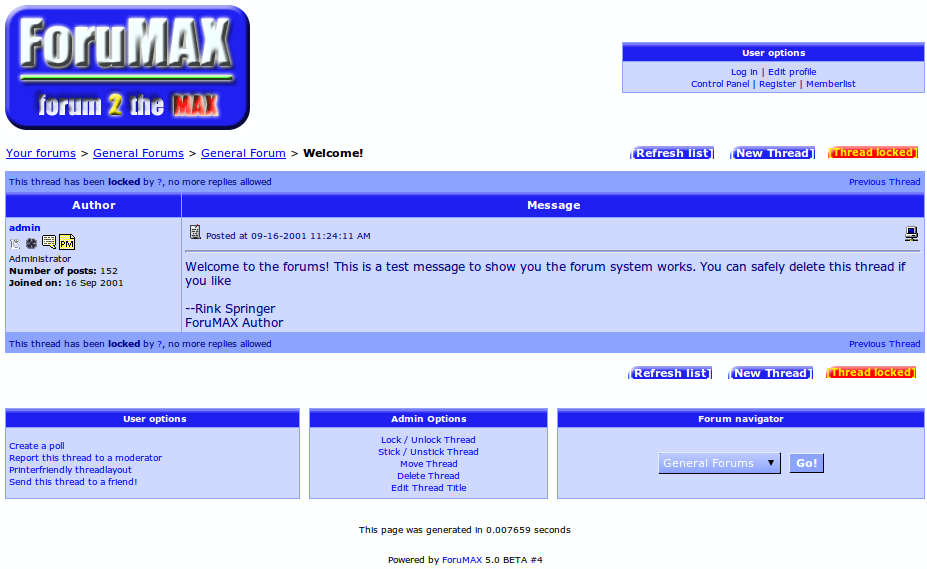 ForuMAX
forum 2 the MAX
User options
Log in | Edit profile
Control Panel | Register | Memberlist
Your forums > General Forums > General Forum > Welcome!
[Refresh list] [New Thread] [Thread locked]
This thread has been locked by ?, no more replies allowed Previous Thread
Author Message
admin
Posted at 09-16-2001 11:24:11 AM
PM
Administrator
Number of posts: 152
Joined on: 16 Sep 2001
Welcome to the forums! This is a test message to show you the forum system works. You can safely delete this thread if
you like
--Rink Springer
ForuMAX Author
This thread has been locked by ?, no more replies allowed Previous Thread
[Refresh list] [New Thread] [Thread locked]
User options
Create a poll
Report this thread to a moderator
Printerfriendly threadlayout
Send this thread to a friend!
Admin Options
Lock / Unlock Thread
Stick / Unstick Thread
Move Thread
Delete Thread
Edit Thread Title
Forum navigator
General Forums Go!
This page was generated in 0.007659 seconds
Powered by ForuMAX 5.0 BETA #4